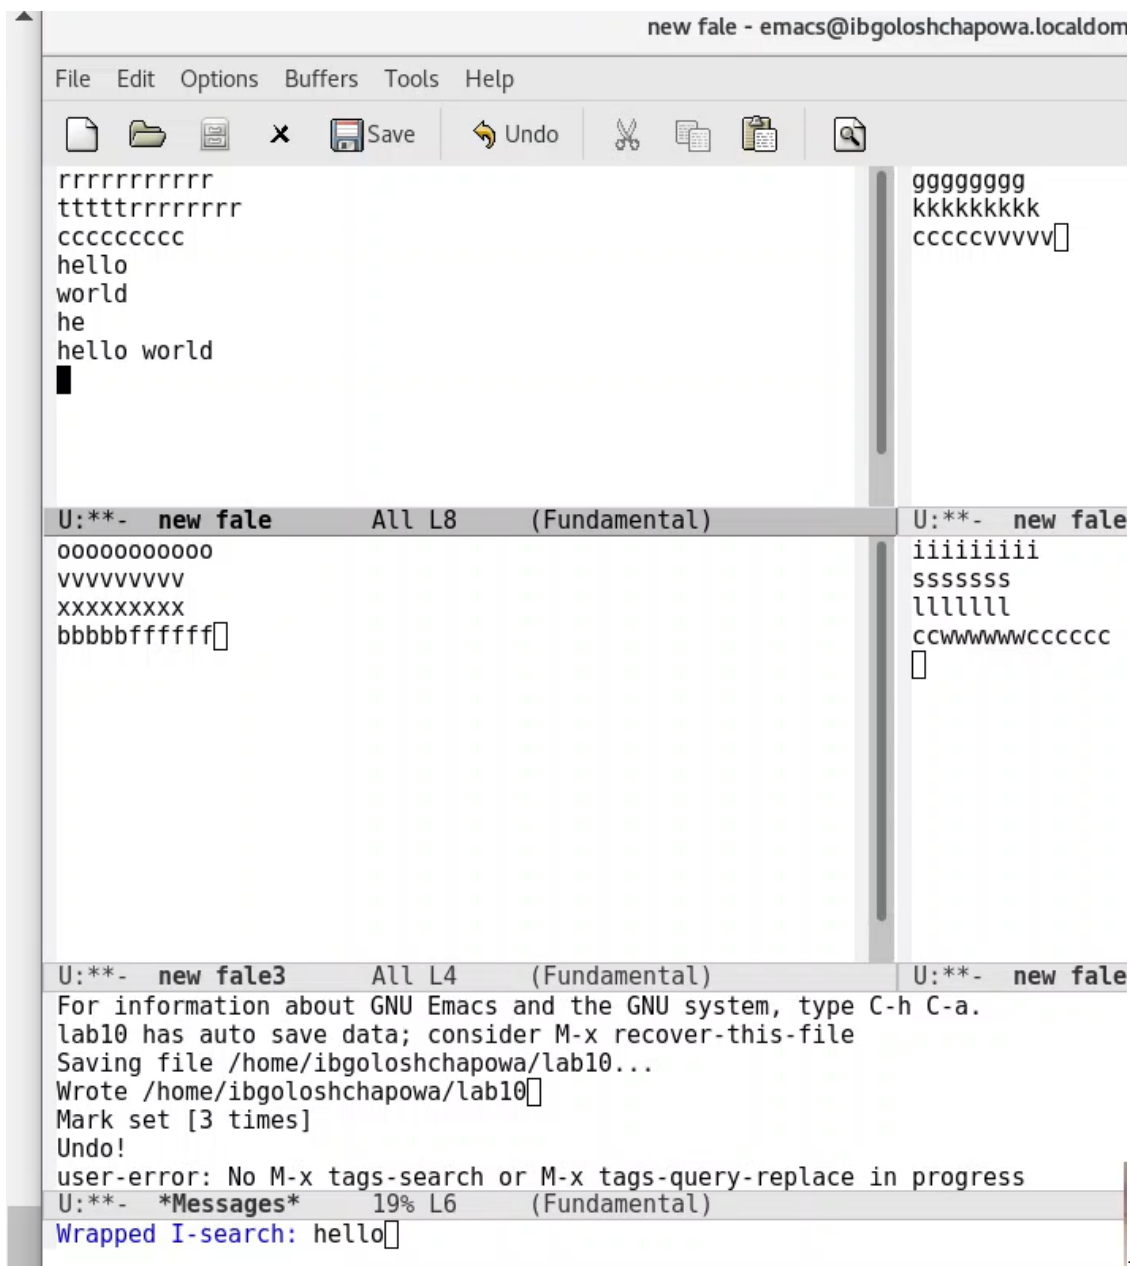 new fale - emacs@ibgoloshchapowa.localdom
File Edit Options Buffers Tools Help
Save Undo
rrrrrrrrrrr
tttttrrrrrrrr
ccccccccc
hello
world
he
hello world
U:**- new fale All L8 (Fundamental)
gggggggg
kkkkkkkkk
cccccvvvvv
U:**- new fale
ooooooooooo
vvvvvvvvv
xxxxxxxxx
bbbbbffffff
U:**- new fale3 All L4 (Fundamental)
iiiiiiiii
sssssss
lllllll
ccwwwwwwcccccc
U:**- new fale
For information about GNU Emacs and the GNU system, type C-h C-a.
lab10 has auto save data; consider M-x recover-this-file
Saving file /home/ibgoloshchapowa/lab10...
Wrote /home/ibgoloshchapowa/lab10
Mark set [3 times]
Undo!
user-error: No M-x tags-search or M-x tags-query-replace in progress
U:**- *Messages* 19% L6 (Fundamental)
Wrapped I-search: hello